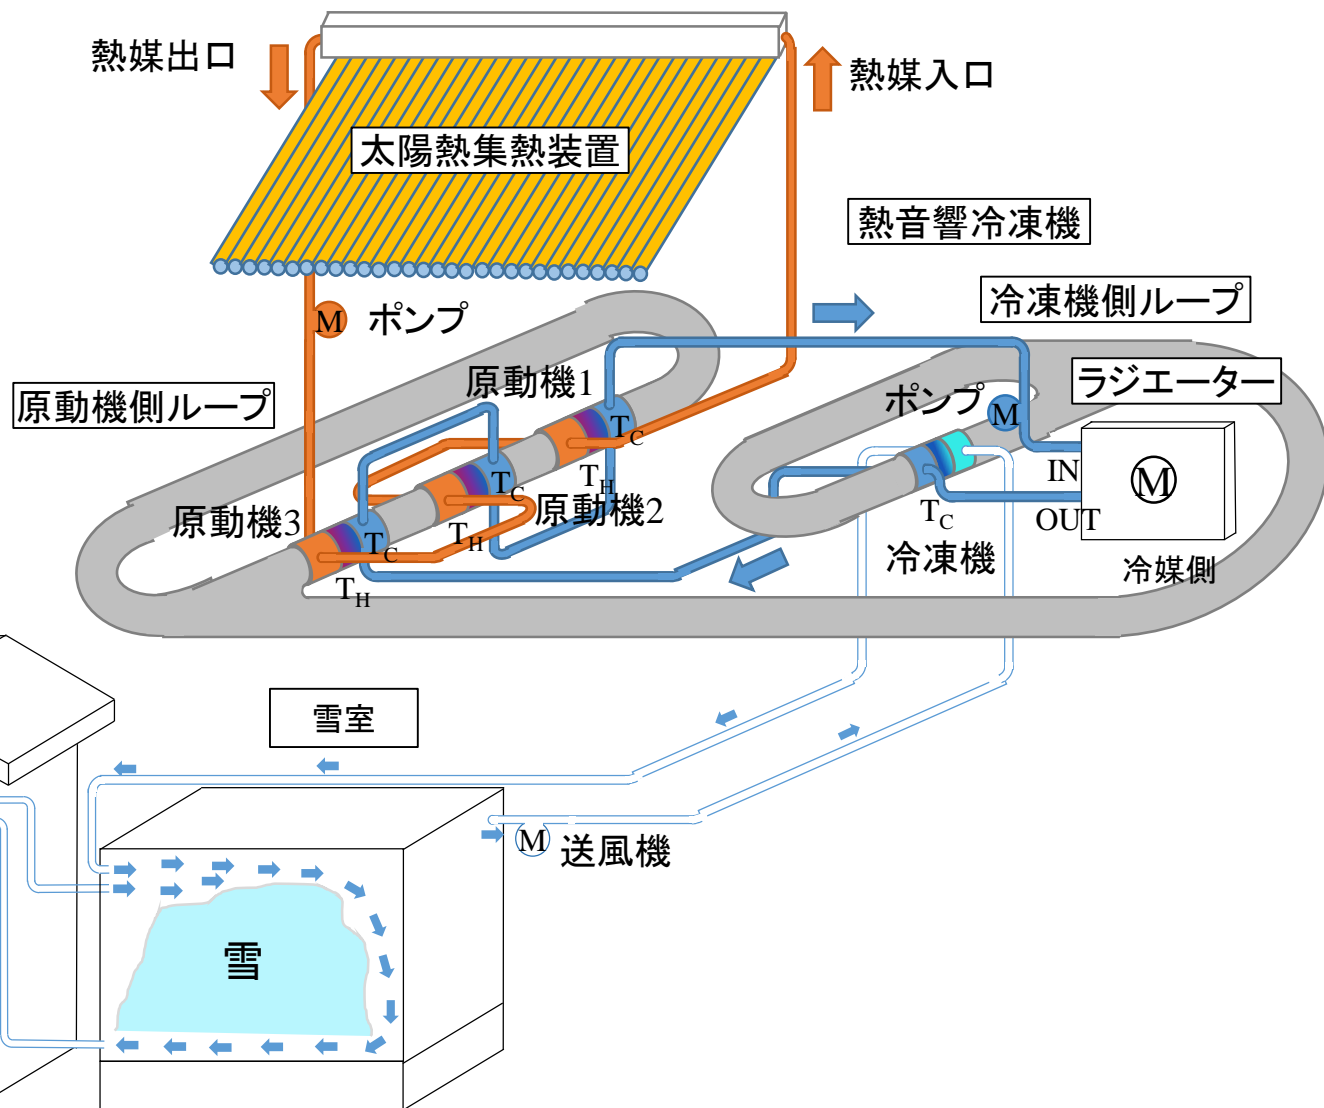 熱媒出口
熱媒入口
太陽熱集熱装置
熱音響冷凍機
冷凍機側ループ
M
ポンプ
原動機1
ラジエーター
原動機側ループ
ポンプ
M
TC
IN
M
TH
TC
原動機2
原動機3
TC
OUT
TH
TC
冷凍機
冷媒側
TH
雪室
M
送風機
雪